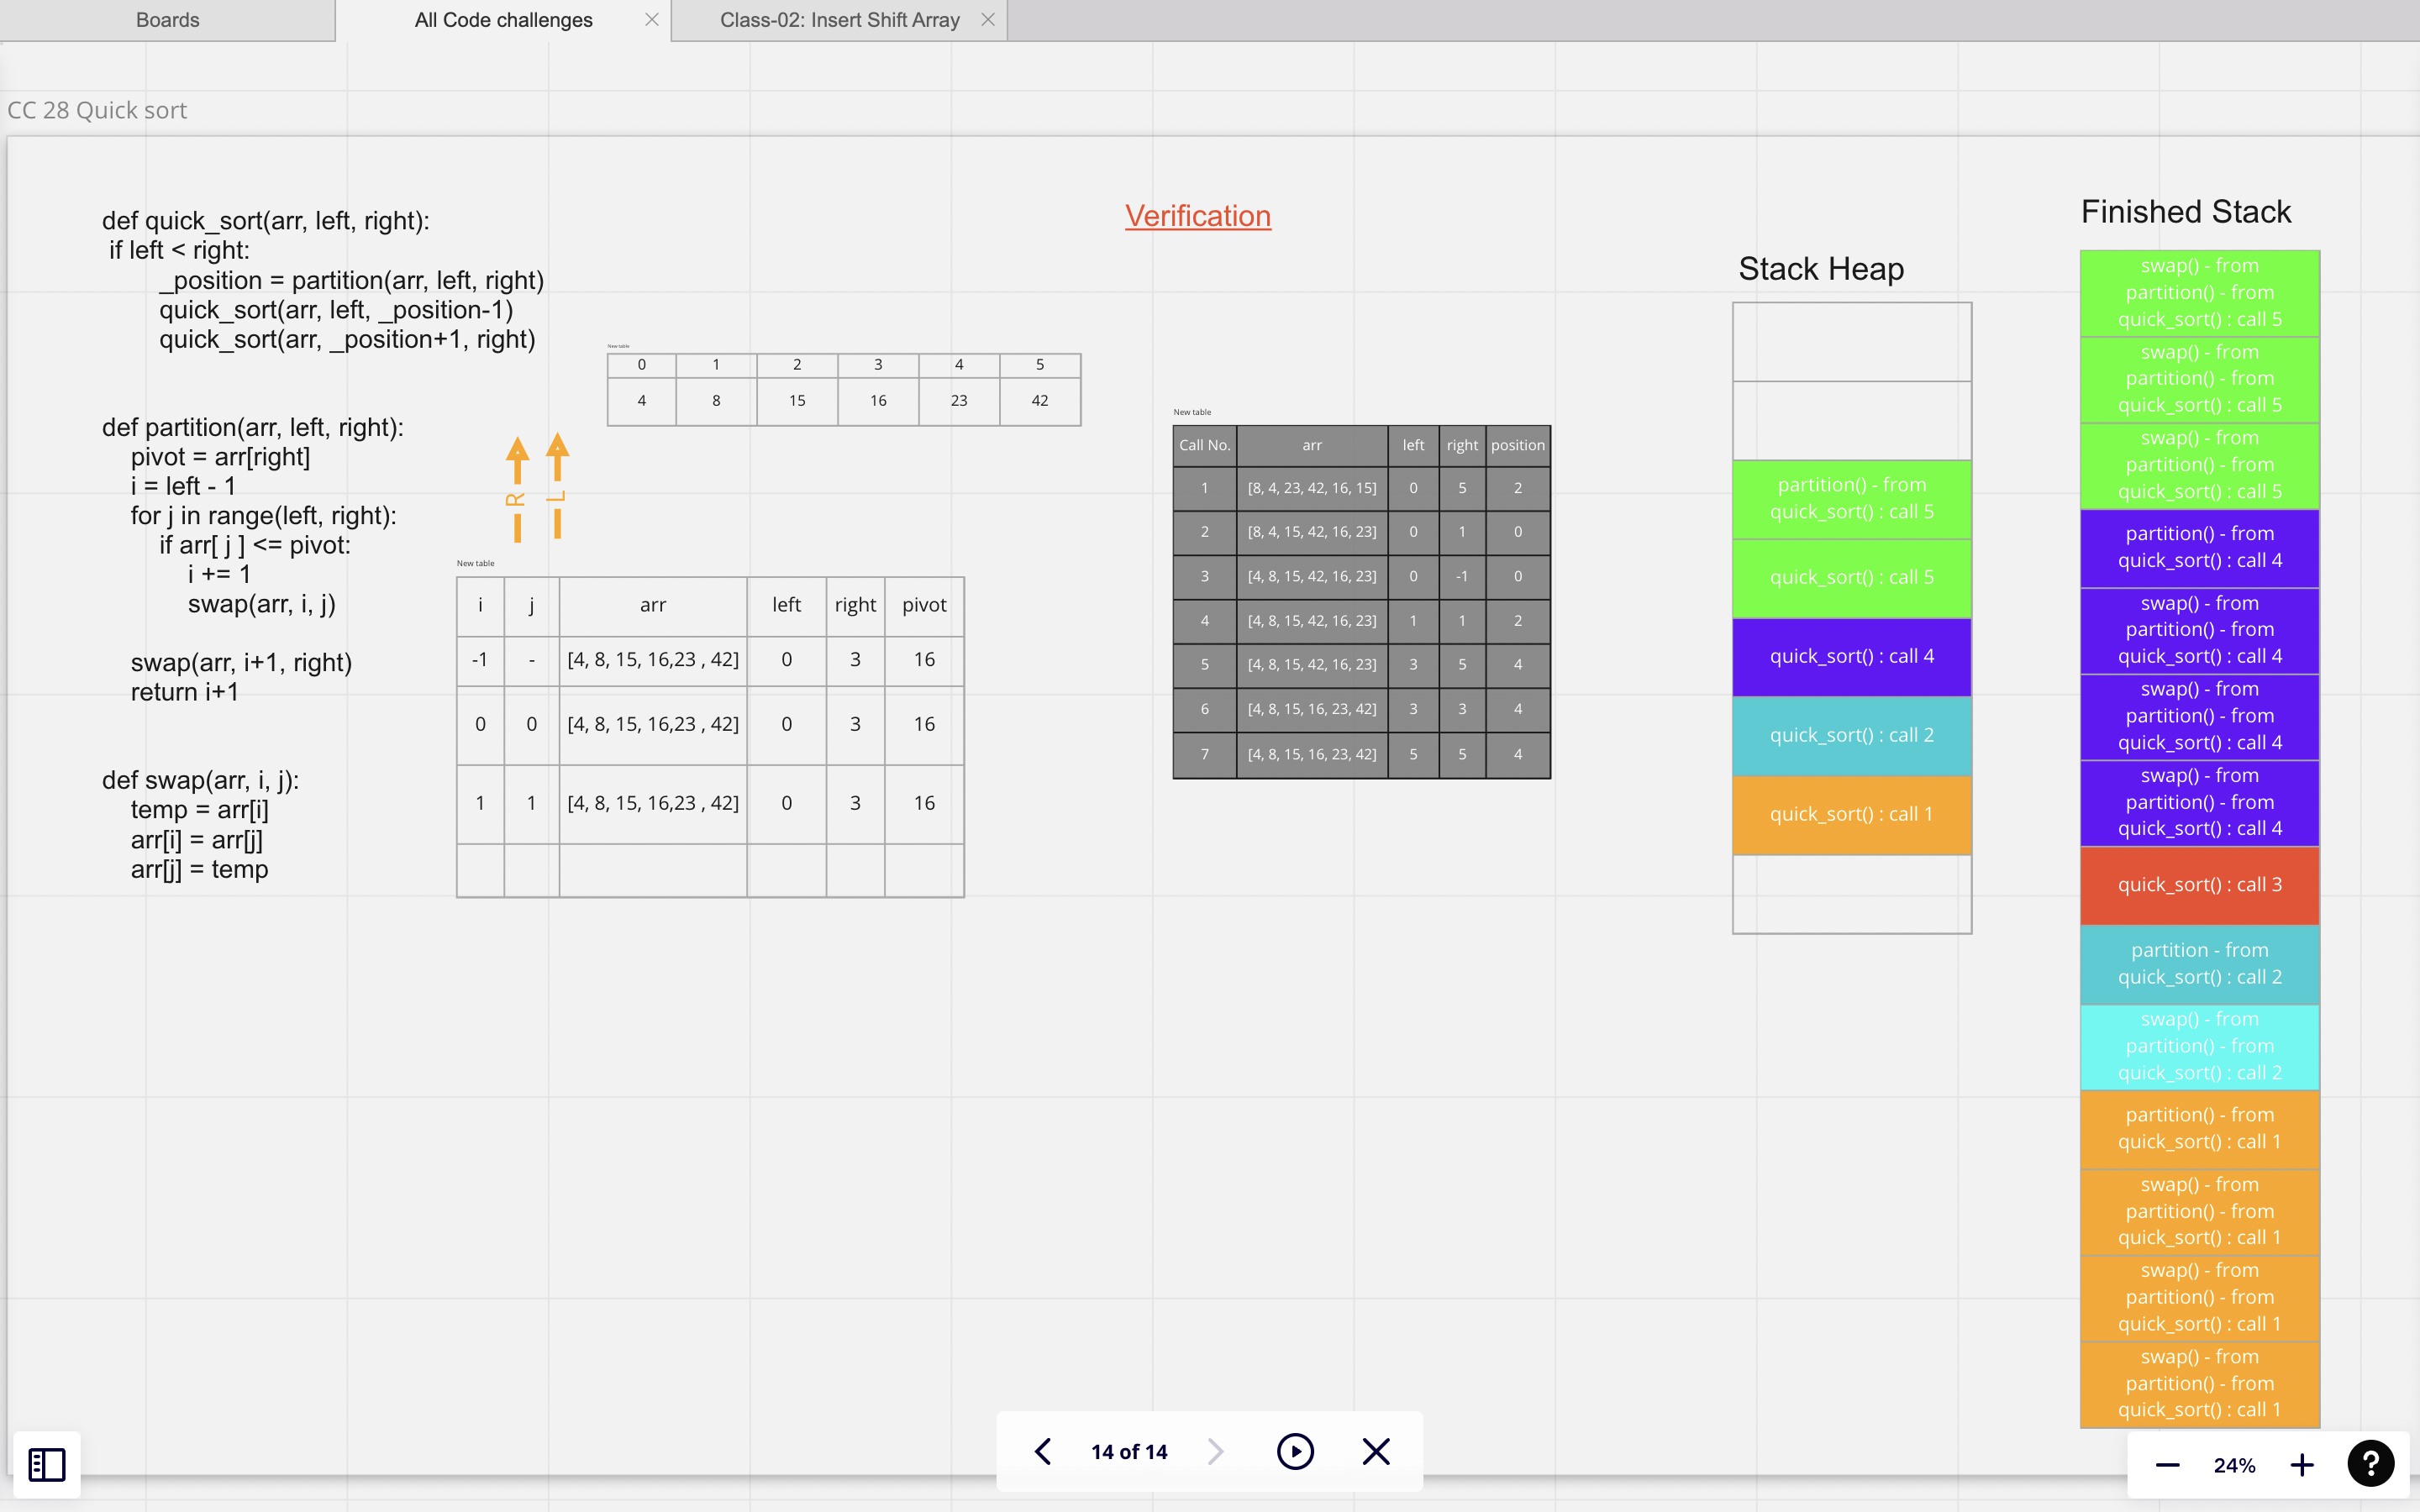 Boards
All Code challenges
Class-02: Insert Shift Array
CC 28 Quick sort
def quick_sort(arr, left, right):
if left < right:
_position = partition(arr, left, right)
quick_sort(arr, left, _position-1)
quick_sort(arr, _position+1, right)
def partition(arr, left, right):
pivot = arr[right]
i = left - 1
for j in range(left, right):
if arr[ j ] <= pivot:
i += 1
swap(arr, i, j)
swap(arr, i+1, right)
return i+1
def swap(arr, i, j):
temp = arr[i]
arr[i] = arr[j]
arr[j] = temp
New table
0 1 2 3 4 5
4 8 15 16 23 42
R L
New table
i j arr left right pivot
-1 - [4, 8, 15, 16,23 , 42] 0 3 16
0 0 [4, 8, 15, 16,23 , 42] 0 3 16
1 1 [4, 8, 15, 16,23 , 42] 0 3 16
Verification
New table
Call No. arr left right position
1 [8, 4, 23, 42, 16, 15] 0 5 2
2 [8, 4, 15, 42, 16, 23] 0 1 0
3 [4, 8, 15, 42, 16, 23] 0 -1 0
4 [4, 8, 15, 42, 16, 23] 1 1 2
5 [4, 8, 15, 42, 16, 23] 3 5 4
6 [4, 8, 15, 16, 23, 42] 3 3 4
7 [4, 8, 15, 16, 23, 42] 5 5 4
Stack Heap
partition() - from
quick_sort() : call 5
quick_sort() : call 5
quick_sort() : call 4
quick_sort() : call 2
quick_sort() : call 1
Finished Stack
swap() - from
partition() - from
quick_sort() : call 5
swap() - from
partition() - from
quick_sort() : call 5
swap() - from
partition() - from
quick_sort() : call 5
partition() - from
quick_sort() : call 4
swap() - from
partition() - from
quick_sort() : call 4
swap() - from
partition() - from
quick_sort() : call 4
swap() - from
partition() - from
quick_sort() : call 4
quick_sort() : call 3
partition - from
quick_sort() : call 2
swap() - from
partition() - from
quick_sort() : call 2
partition() - from
quick_sort() : call 1
swap() - from
partition() - from
quick_sort() : call 1
swap() - from
partition() - from
quick_sort() : call 1
swap() - from
partition() - from
quick_sort() : call 1
14 of 14
24%
?